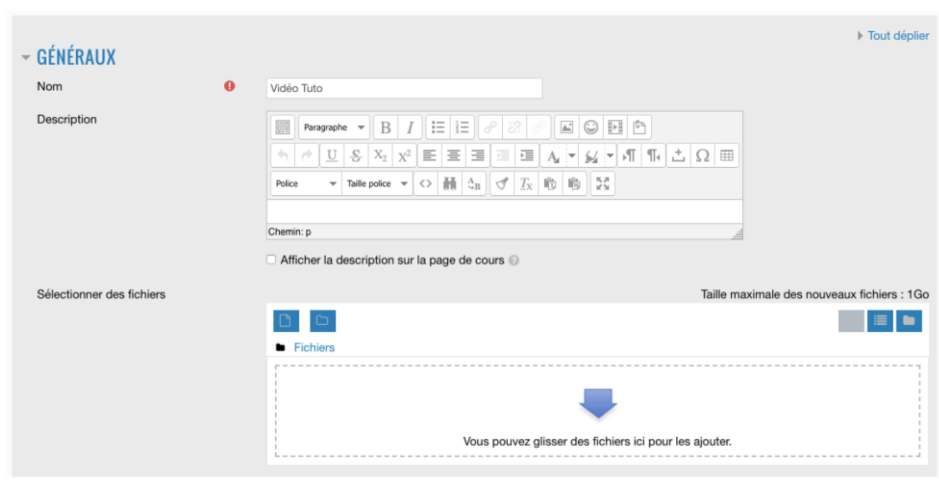 Tout déplier
GÉNÉRAUX
Nom
Vidéo Tuto
Description
Paragraphe
B I
U S X₂ X²
Ω
Police Taille police
Chemin: p
Afficher la description sur la page de cours
Sélectionner des fichiers
Taille maximale des nouveaux fichiers : 1Go
Fichiers
Vous pouvez glisser des fichiers ici pour les ajouter.